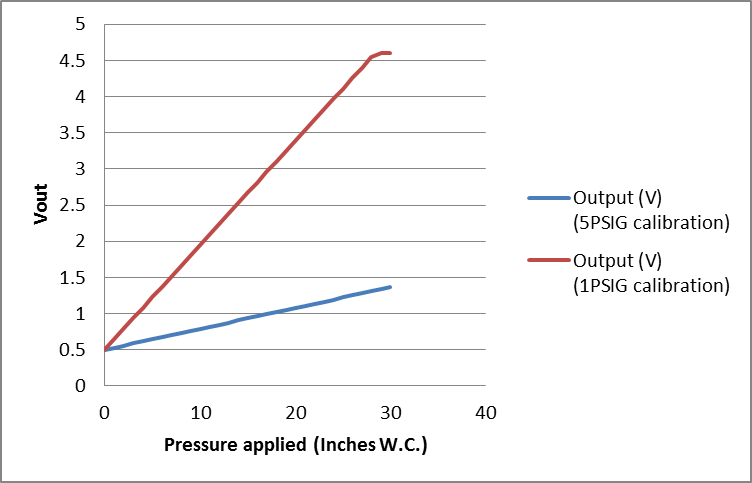 5
4.5
4
3.5
3
2.5
2
1.5
1
0.5
0
Vout
0 10 20 30 40
Pressure applied (Inches W.C.)
Output (V)
(5PSIG calibration)
Output (V)
(1PSIG calibration)